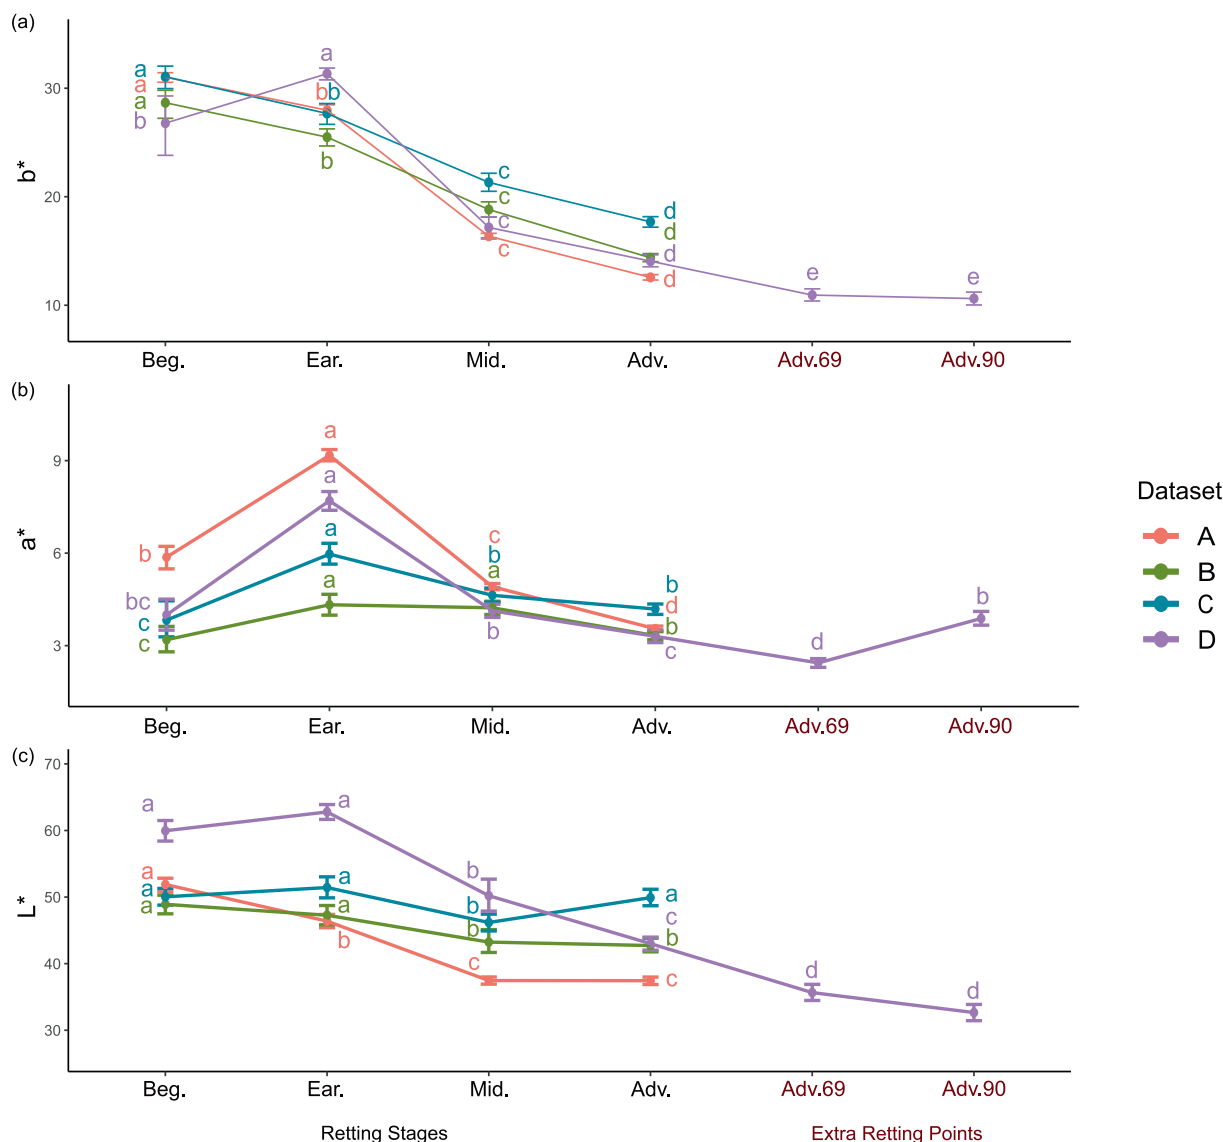 (a)
b*
30
20
10
a
a
a
b
a
b b
b
c
c
c
c
d
d
d
d
e
e
Beg. Ear. Mid. Adv. Adv.69 Adv.90
(b)
a*
9
6
3
b
bc
c
c
a
a
a
a
c
b
a
b
b
d
b
c
d
b
Beg. Ear. Mid. Adv. Adv.69 Adv.90
Dataset
A
B
C
D
(c)
L*
70
60
50
40
30
a
a
a
a
a
a
a
b
b
b
b
c
a
c
b
c
d
d
Beg. Ear. Mid. Adv. Adv.69 Adv.90
Retting Stages Extra Retting Points